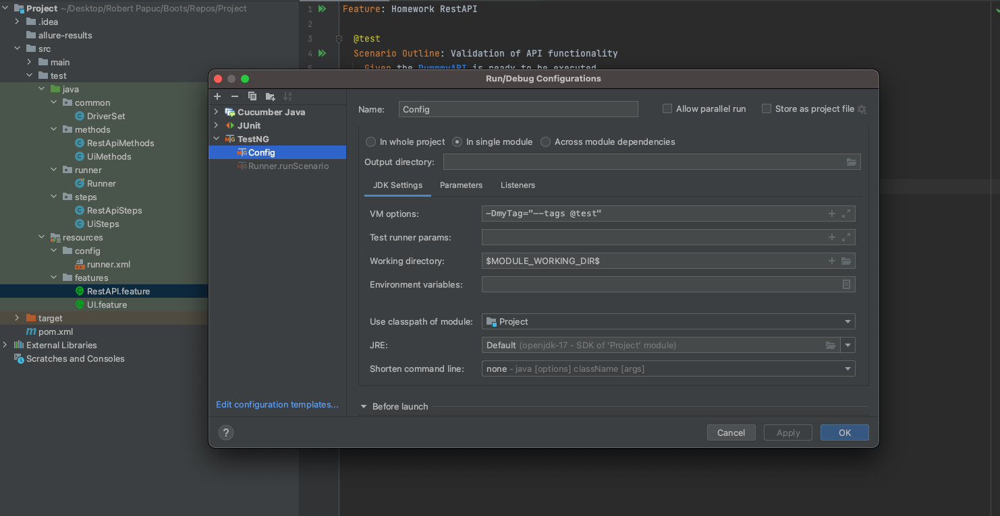 Project ~/Desktop/Robert Papuc/Boots/Repos/Project
.idea
allure-results
src
main
test
java
common
DriverSet
methods
RestApiMethods
UiMethods
runner
Runner
steps
RestApiSteps
UiSteps
resources
config
runner.xml
features
RestAPI.feature
UI.feature
target
pom.xml
External Libraries
Scratches and Consoles
1 Feature: Homework RestAPI
2
3 @test
4 Scenario Outline: Validation of API functionality
5 Given the DummmyAPI is ready to be executed
Run/Debug Configurations
Cucumber Java
JUnit
TestNG
Config
Runner.runScenario
Edit configuration templates...
Name: Config
Allow parallel run
Store as project file
In whole project
In single module
Across module dependencies
Output directory:
JDK Settings Parameters Listeners
VM options: -DmyTag="--tags @test"
Test runner params:
Working directory: $MODULE_WORKING_DIR$
Environment variables:
Use classpath of module: Project
JRE: Default (openjdk-17 - SDK of 'Project' module)
Shorten command line: none - java [options] className [args]
Before launch
? Cancel Apply OK